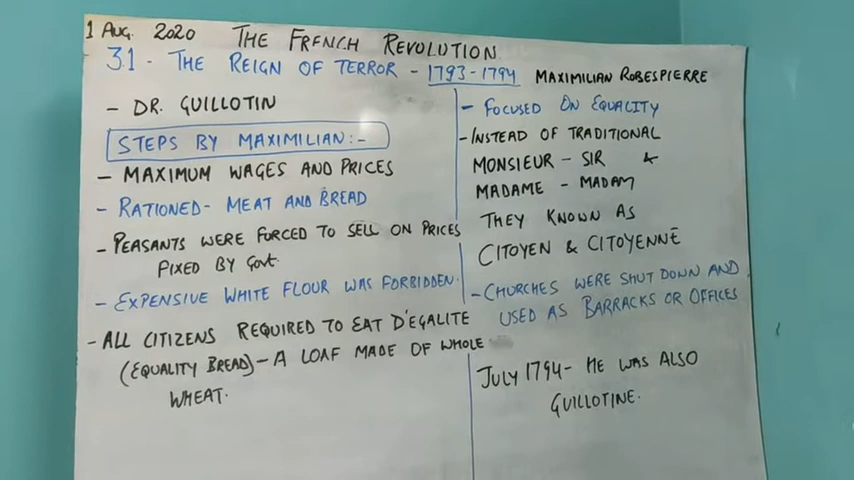 1 Aug. 2020 THE FRENCH REVOLUTION
3.1 - THE REIGN OF TERROR - 1793-1794 MAXIMILIAN ROBESPIERRE
- DR. GUILLOTIN
STEPS BY MAXIMILIAN:-
- MAXIMUM WAGES AND PRICES
- RATIONED - MEAT AND BREAD
- PEASANTS WERE FORCED TO SELL ON PRICES
FIXED BY Govt.
- EXPENSIVE WHITE FLOUR WAS FORBIDDEN.
- ALL CITIZENS REQUIRED TO EAT D'EGALITE
(EQUALITY BREAD) - A LOAF MADE OF WHOLE
WHEAT.
- FOCUSED ON EQUALITY
- INSTEAD OF TRADITIONAL
MONSIEUR - SIR &
MADAME - MADAM
THEY KNOWN AS
CITOYEN & CITOYENNE
- CHURCHES WERE SHUT DOWN AND
USED AS BARRACKS OR OFFICES
JULY 1794 - HE WAS ALSO
GUILLOTINE.